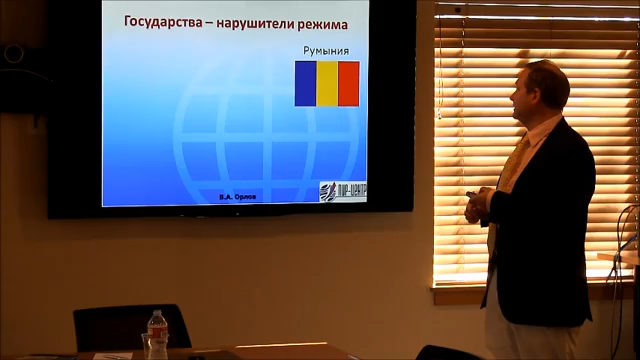 Государства – нарушители режима
Румыния
В.А. Орлов
ПИР-ЦЕНТР